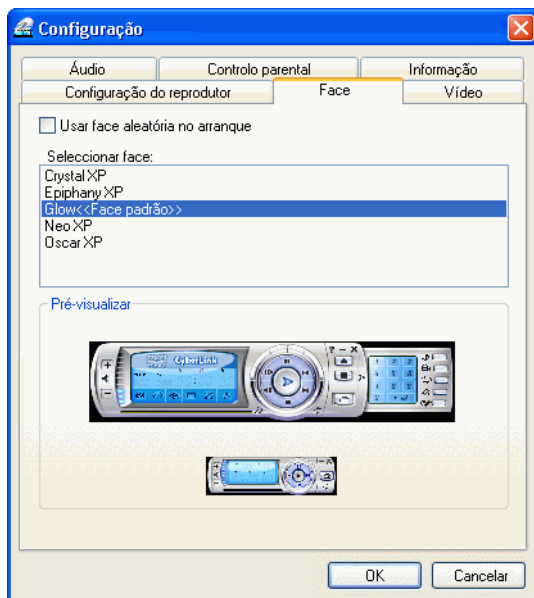 Configuração
Áudio
Controlo parental
Informação
Configuração do reprodutor
Face
Vídeo
Usar face aleatória no arranque
Seleccionar face:
Crystal XP
Epiphany XP
Glow<<Face padrão>>
Neo XP
Oscar XP
Pré-visualizar
CyberLink
OK
Cancelar